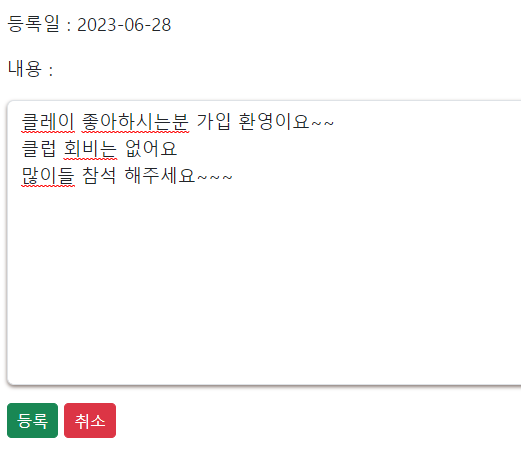 등록일 : 2023-06-28
내용 :
클레이 좋아하시는분 가입 환영이요~~
클럽 회비는 없어요
많이들 참석 해주세요~~~
등록 취소